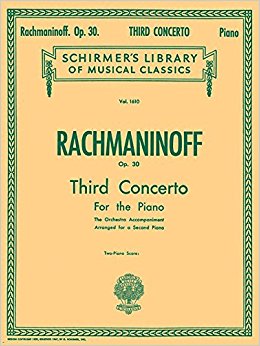 Rachmaninoff. Op. 30. THIRD CONCERTO Piano
SCHIRMER'S LIBRARY
OF MUSICAL CLASSICS
Vol. 1610
RACHMANINOFF
Op. 30
Third Concerto
For the Piano
The Orchestra Accompaniment
Arranged for a Second Piano
Two-Piano Score: